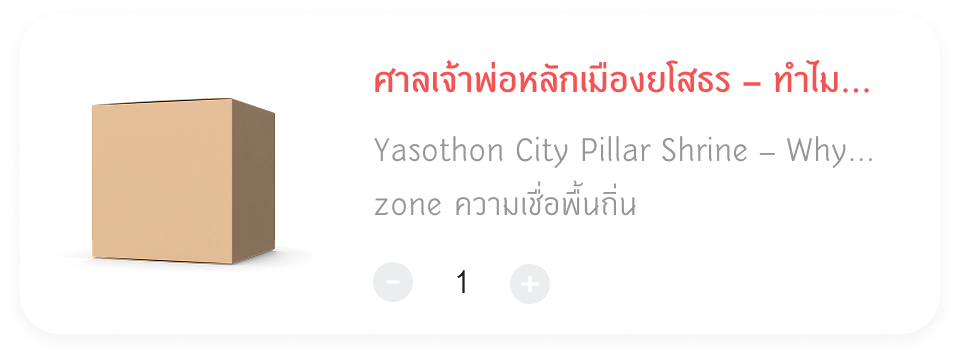 ศาลเจ้าพ่อหลักเมืองยโสธร – ทำไม...
Yasothon City Pillar Shrine – Why...
zone ความเชื่อพื้นถิ่น
- 1 +